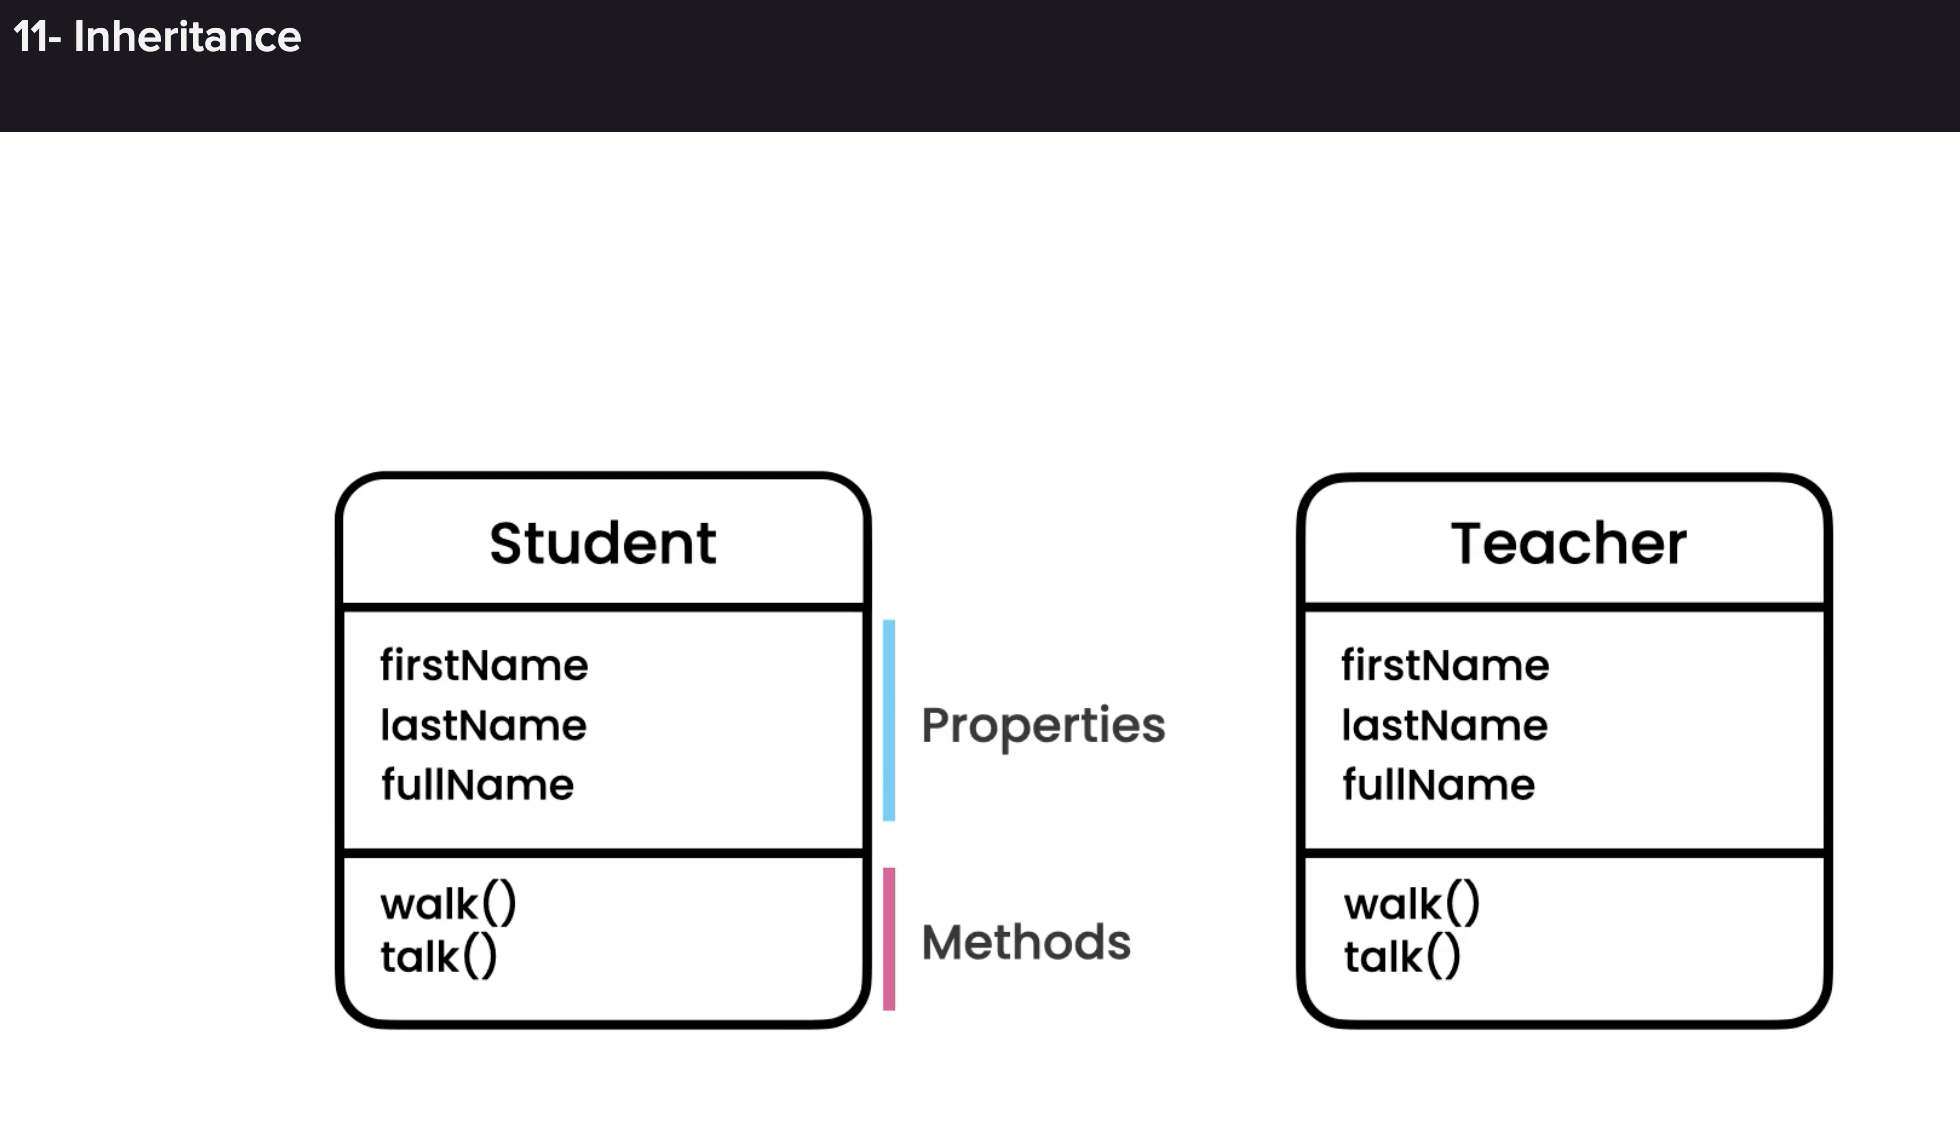 11- Inheritance
Student
firstName
lastName
fullName
walk()
talk()
Properties
Methods
Teacher
firstName
lastName
fullName
walk()
talk()